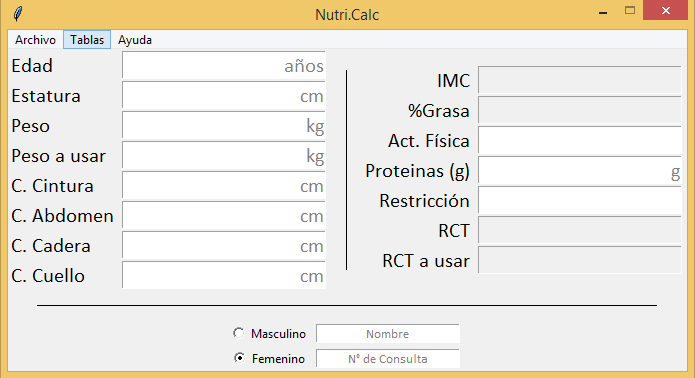 Nutri.Calc
Archivo Tablas Ayuda
Edad años
Estatura cm
Peso kg
Peso a usar kg
C. Cintura cm
C. Abdomen cm
C. Cadera cm
C. Cuello cm
IMC
%Grasa
Act. Física
Proteinas (g) g
Restricción
RCT
RCT a usar
Masculino Nombre
Femenino N° de Consulta